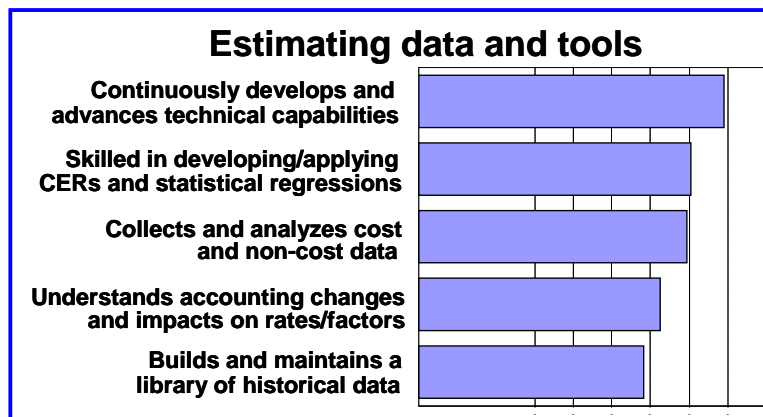 Estimating data and tools
Continuously develops and
advances technical capabilities
Skilled in developing/applying
CERs and statistical regressions
Collects and analyzes cost
and non-cost data
Understands accounting changes
and impacts on rates/factors
Builds and maintains a
library of historical data